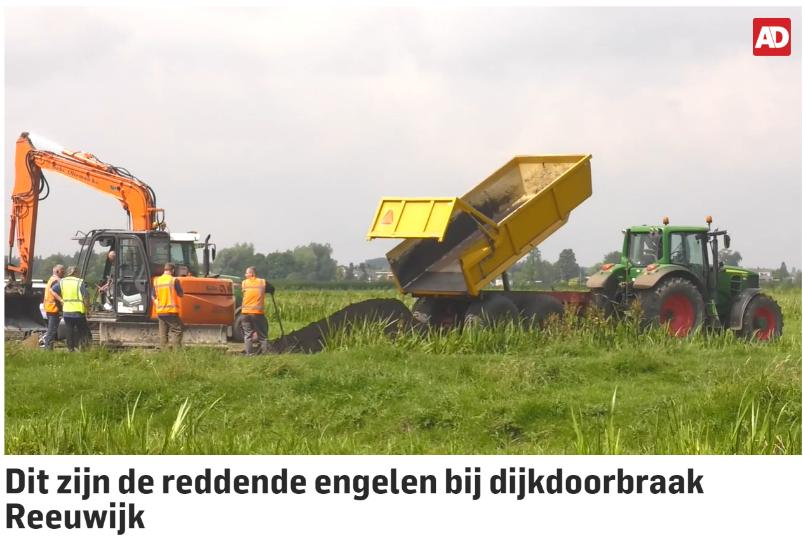 AD
Dit zijn de reddende engelen bij dijkdoorbraak
Reeuwijk